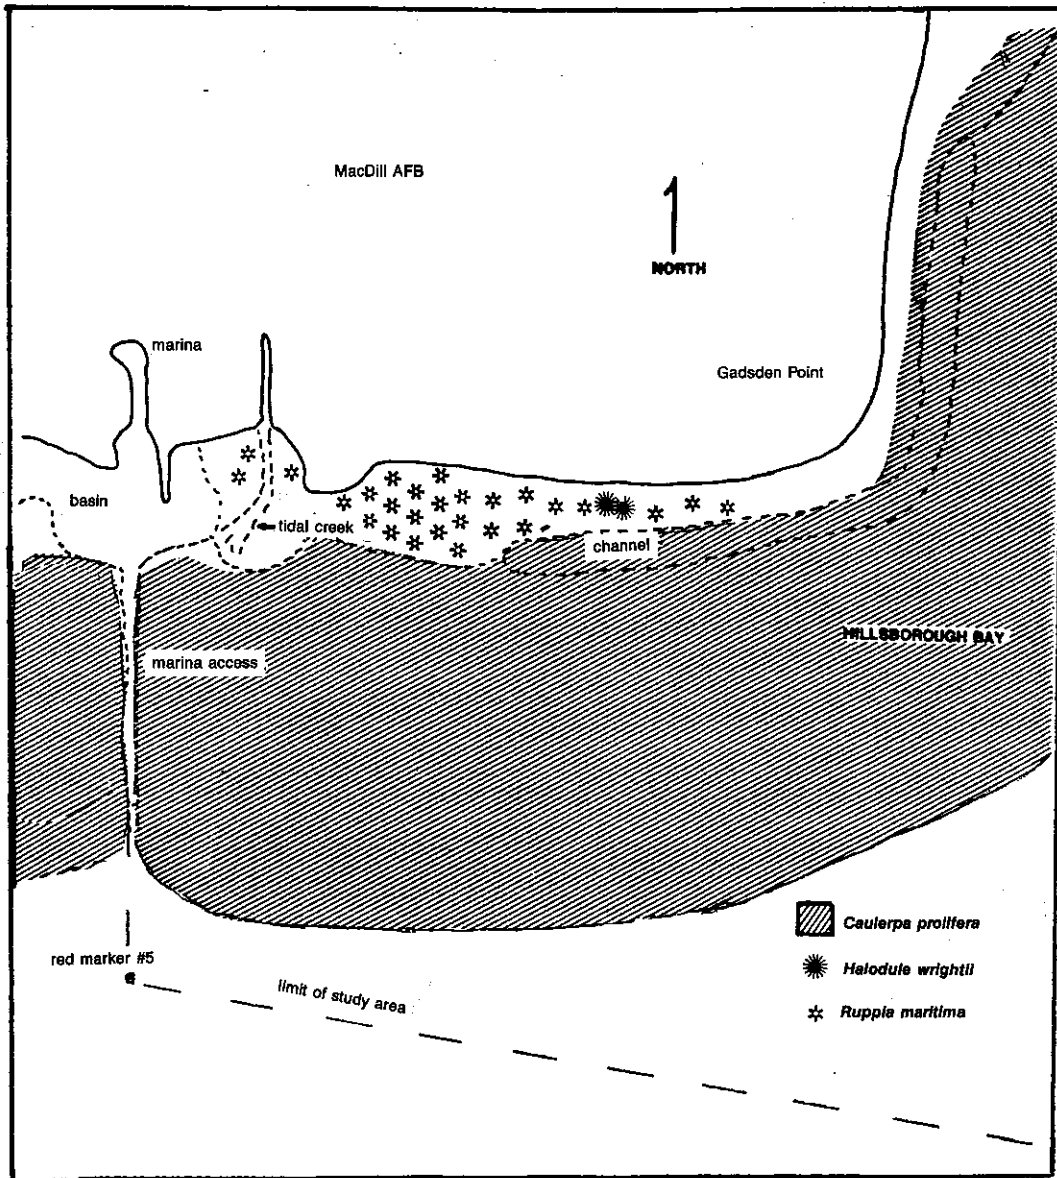 MacDill AFB
NORTH
marina
Gadsden Point
basin
tidal creek
channel
HILLSBOROUGH BAY
marina access
Caulerpa prolifera
red marker #5
Halodule wrightii
limit of study area
Ruppia maritima